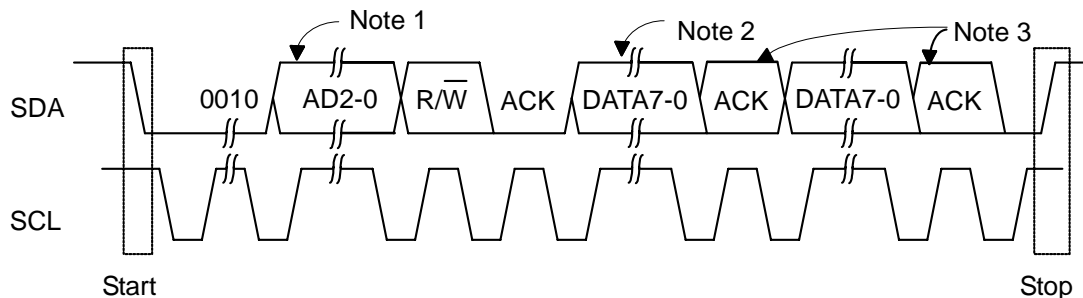 Note 1
Note 2
Note 3
SDA
0010
AD2-0
R/W̅
ACK
DATA7-0
ACK
DATA7-0
ACK
SCL
Start
Stop